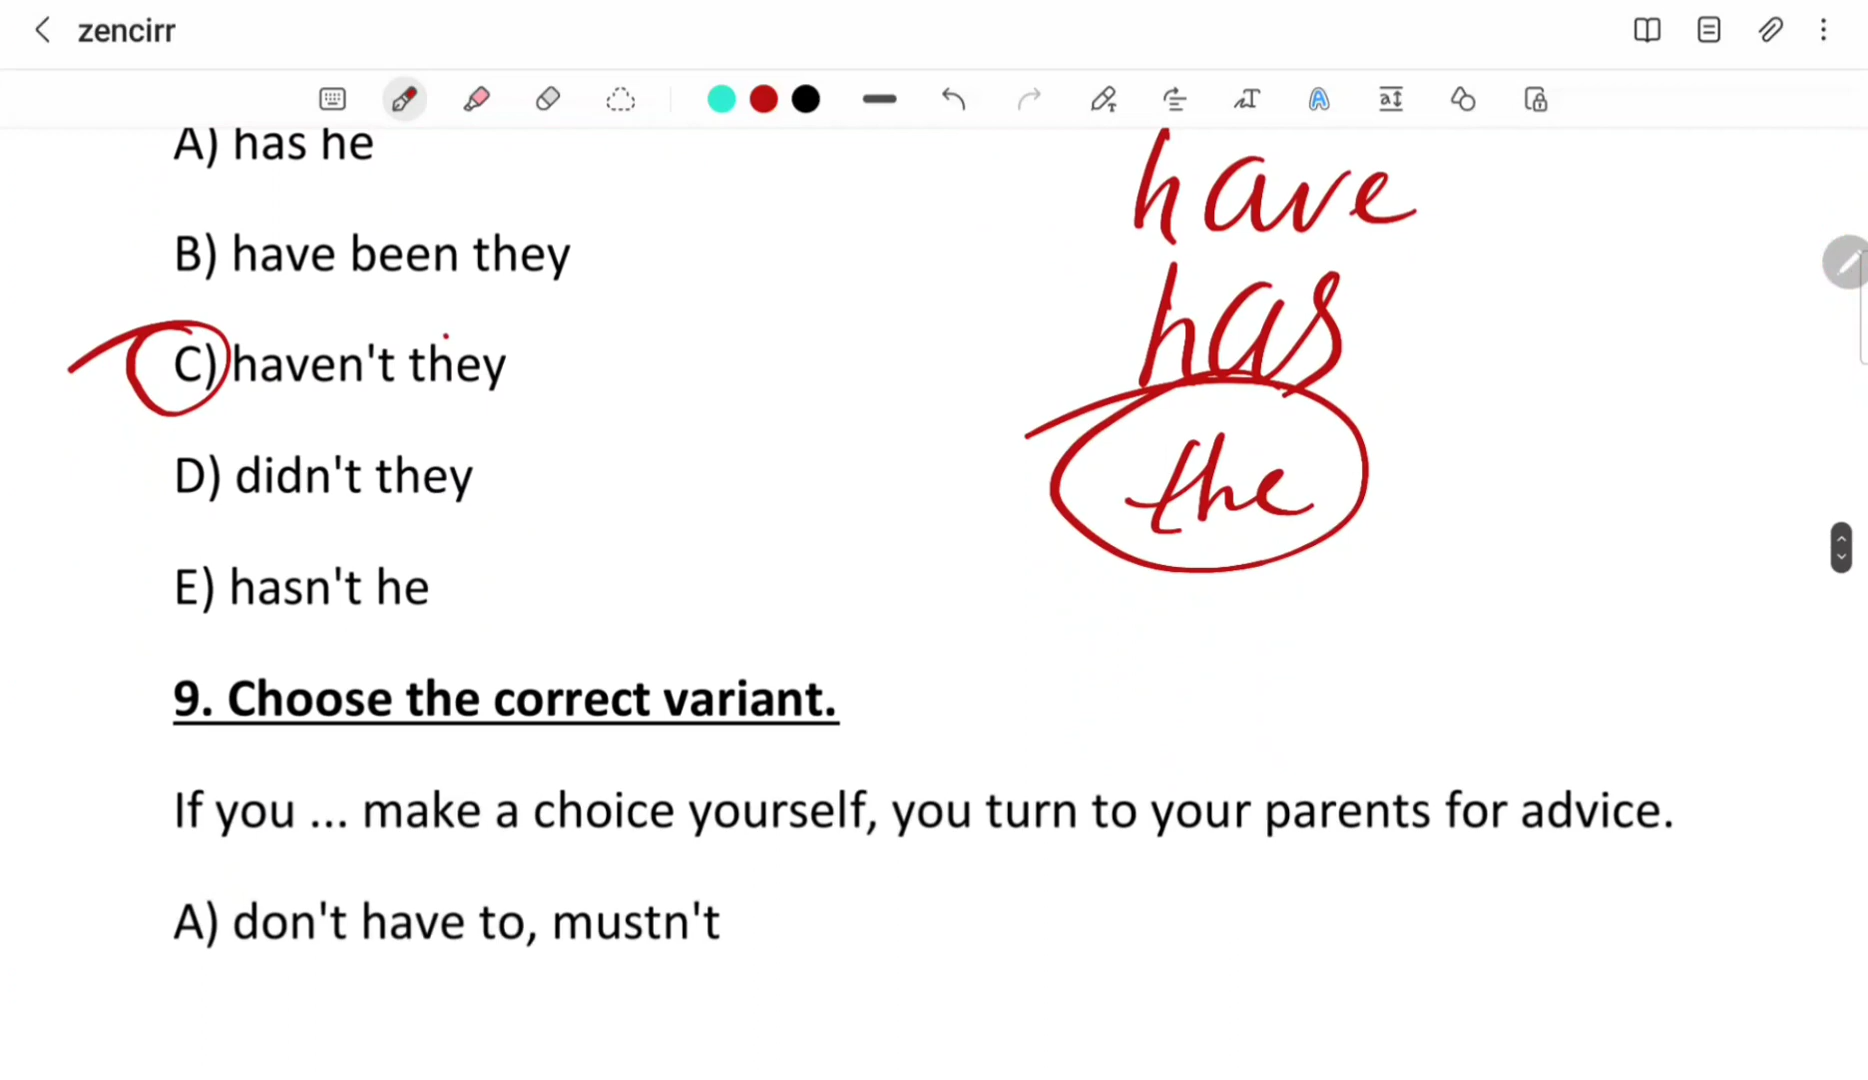 zencirr
A) has he
have
B) have been they
has
C) haven't they
the
D) didn't they
E) hasn't he
9. Choose the correct variant.
If you ... make a choice yourself, you turn to your parents for advice.
A) don't have to, mustn't